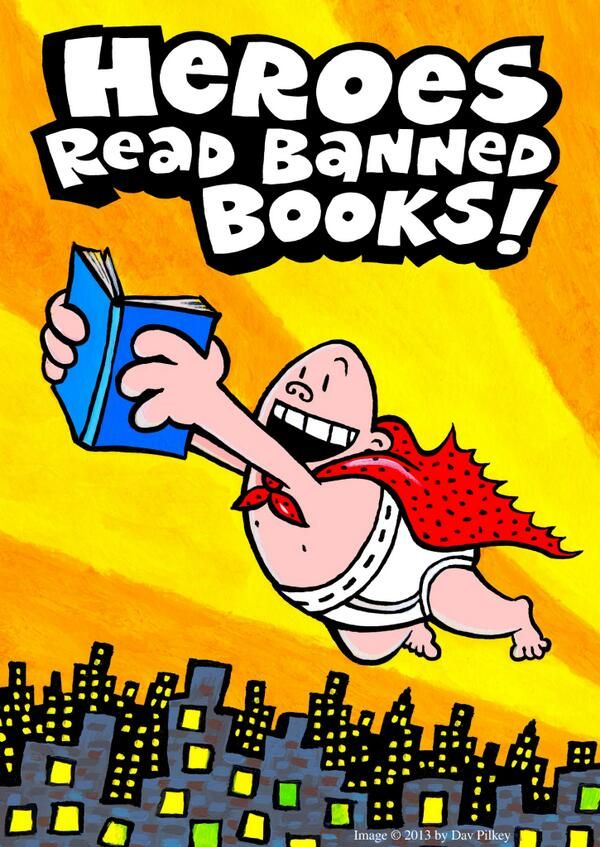 HEROES
READ BANNED
BOOKS!
Image © 2013 by Dav Pilkey